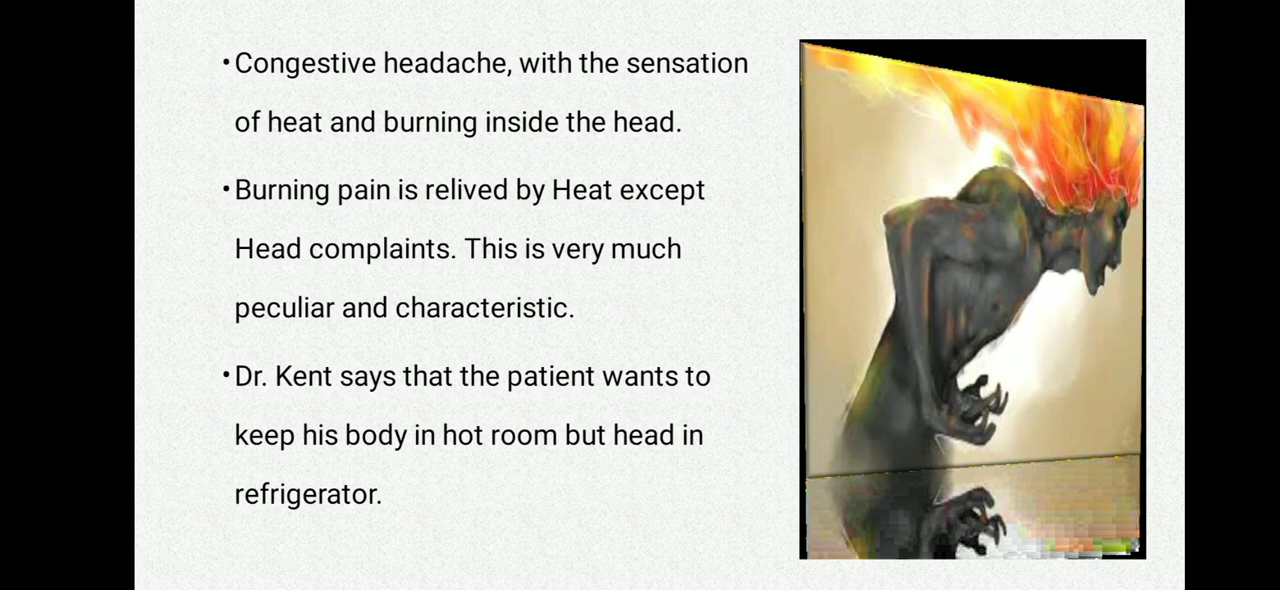 •Congestive headache, with the sensation
of heat and burning inside the head.
•Burning pain is relived by Heat except
Head complaints. This is very much
peculiar and characteristic.
•Dr. Kent says that the patient wants to
keep his body in hot room but head in
refrigerator.